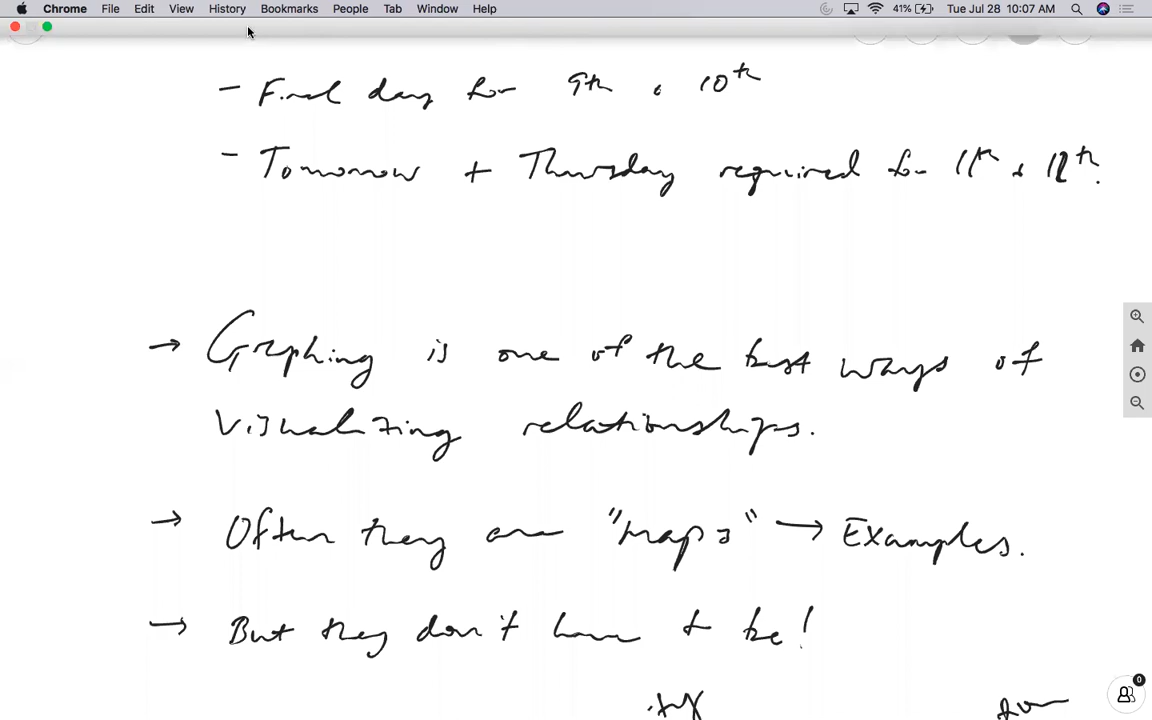 Chrome File Edit View History Bookmarks People Tab Window Help 41% Tue Jul 28 10:07 AM
- Final day for 9th & 10th
- Tomorrow + Thursday required for 11th & 12th.
→ Graphing is one of the best ways of
visualizing relationships.
→ Often they are "maps" → Examples.
→ But they don't have to be!
0